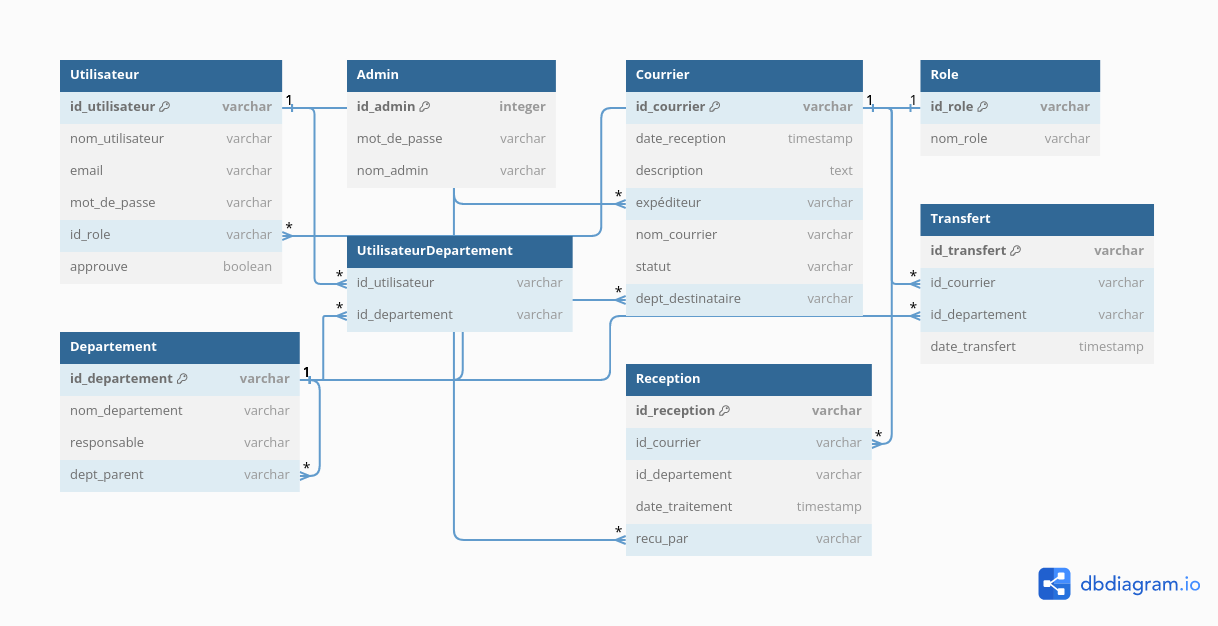 Utilisateur
id_utilisateur varchar
nom_utilisateur varchar
email varchar
mot_de_passe varchar
id_role varchar
approuve boolean
1
*
Admin
id_admin integer
mot_de_passe varchar
nom_admin varchar
Courrier
id_courrier varchar
date_reception timestamp
description text
expéditeur varchar
nom_courrier varchar
statut varchar
dept_destinataire varchar
1
*
*
Role
id_role varchar
nom_role varchar
1
UtilisateurDepartement
id_utilisateur varchar
id_departement varchar
*
*
Transfert
id_transfert varchar
id_courrier varchar
id_departement varchar
date_transfert timestamp
*
*
Departement
id_departement varchar
nom_departement varchar
responsable varchar
dept_parent varchar
1
*
Reception
id_reception varchar
id_courrier varchar
id_departement varchar
date_traitement timestamp
recu_par varchar
*
*
dbdiagram.io